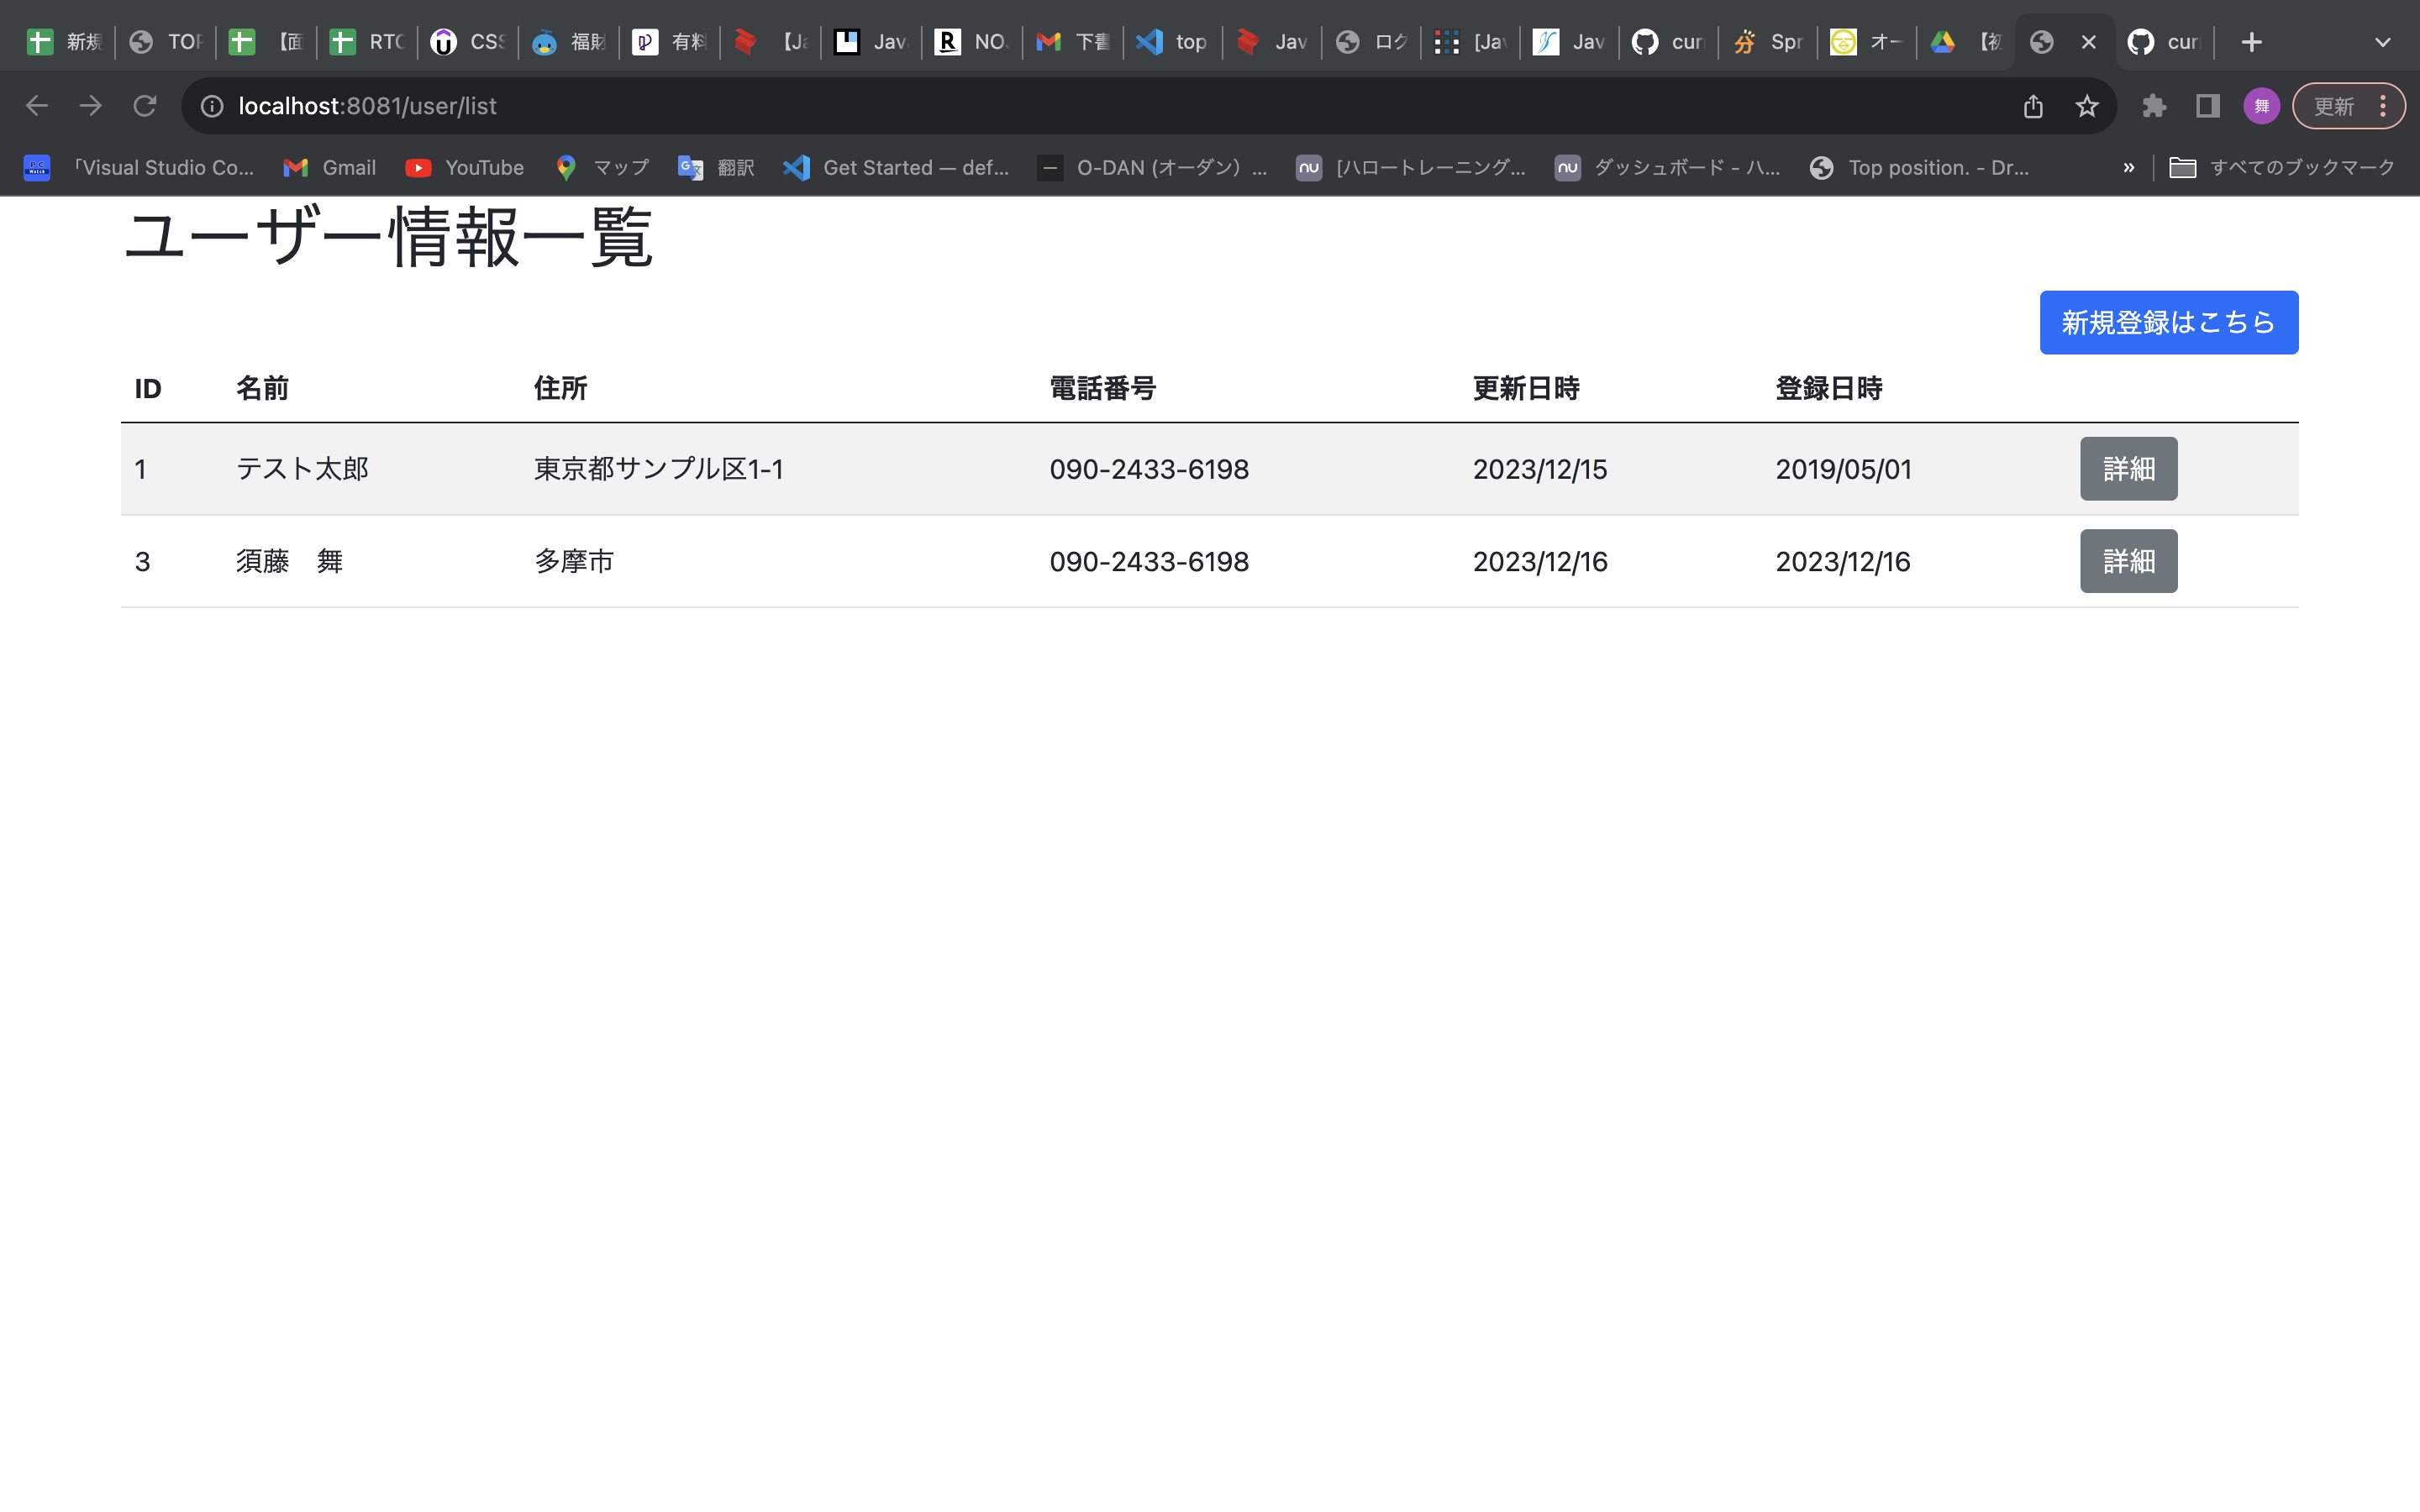 新規 TOP 【面 RTC CSS 福財 有料 【Ja Jav NO. 下書 top Jav ログ [Jav Jav curr Spr オー 【初 curr
localhost:8081/user/list 舞 更新
「Visual Studio Co... Gmail YouTube マップ 翻訳 Get Started — def... O-DAN (オーダン) ... [ハロートレーニング... ダッシュボード - ハ... Top position. - Dr... » すべてのブックマーク
ユーザー情報一覧
新規登録はこちら
ID 名前 住所 電話番号 更新日時 登録日時
1 テスト太郎 東京都サンプル区1-1 090-2433-6198 2023/12/15 2019/05/01 詳細
3 須藤　舞 多摩市 090-2433-6198 2023/12/16 2023/12/16 詳細